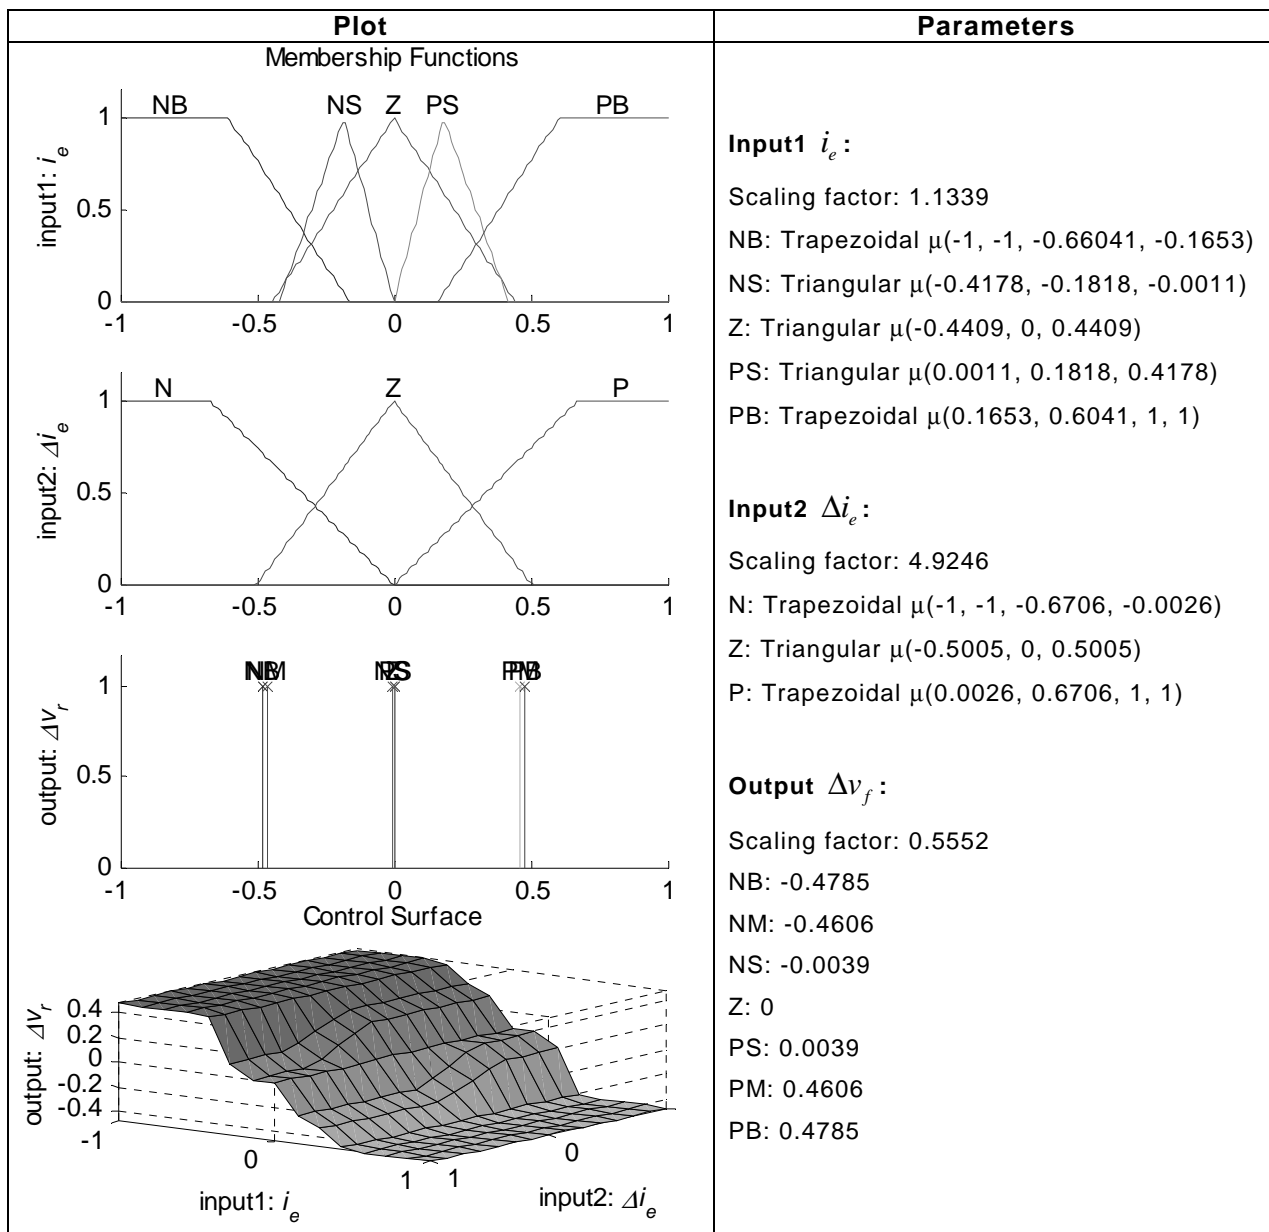 Plot
Parameters
Membership Functions
NB NS Z PS PB
input1: i_e
1
0.5
0
-1 -0.5 0 0.5 1
N Z P
input2: Δi_e
1
0.5
0
-1 -0.5 0 0.5 1
NB NM NS Z PS PM PB
output: Δv_r
1
0.5
0
-1 -0.5 0 0.5 1
Control Surface
output: Δv_r
0.4
0.2
0
-0.2
-0.4
-1 0 1
1 0
input1: i_e
input2: Δi_e
Input1 i_e:
Scaling factor: 1.1339
NB: Trapezoidal μ(-1, -1, -0.66041, -0.1653)
NS: Triangular μ(-0.4178, -0.1818, -0.0011)
Z: Triangular μ(-0.4409, 0, 0.4409)
PS: Triangular μ(0.0011, 0.1818, 0.4178)
PB: Trapezoidal μ(0.1653, 0.6041, 1, 1)
Input2 Δi_e:
Scaling factor: 4.9246
N: Trapezoidal μ(-1, -1, -0.6706, -0.0026)
Z: Triangular μ(-0.5005, 0, 0.5005)
P: Trapezoidal μ(0.0026, 0.6706, 1, 1)
Output Δv_f:
Scaling factor: 0.5552
NB: -0.4785
NM: -0.4606
NS: -0.0039
Z: 0
PS: 0.0039
PM: 0.4606
PB: 0.4785